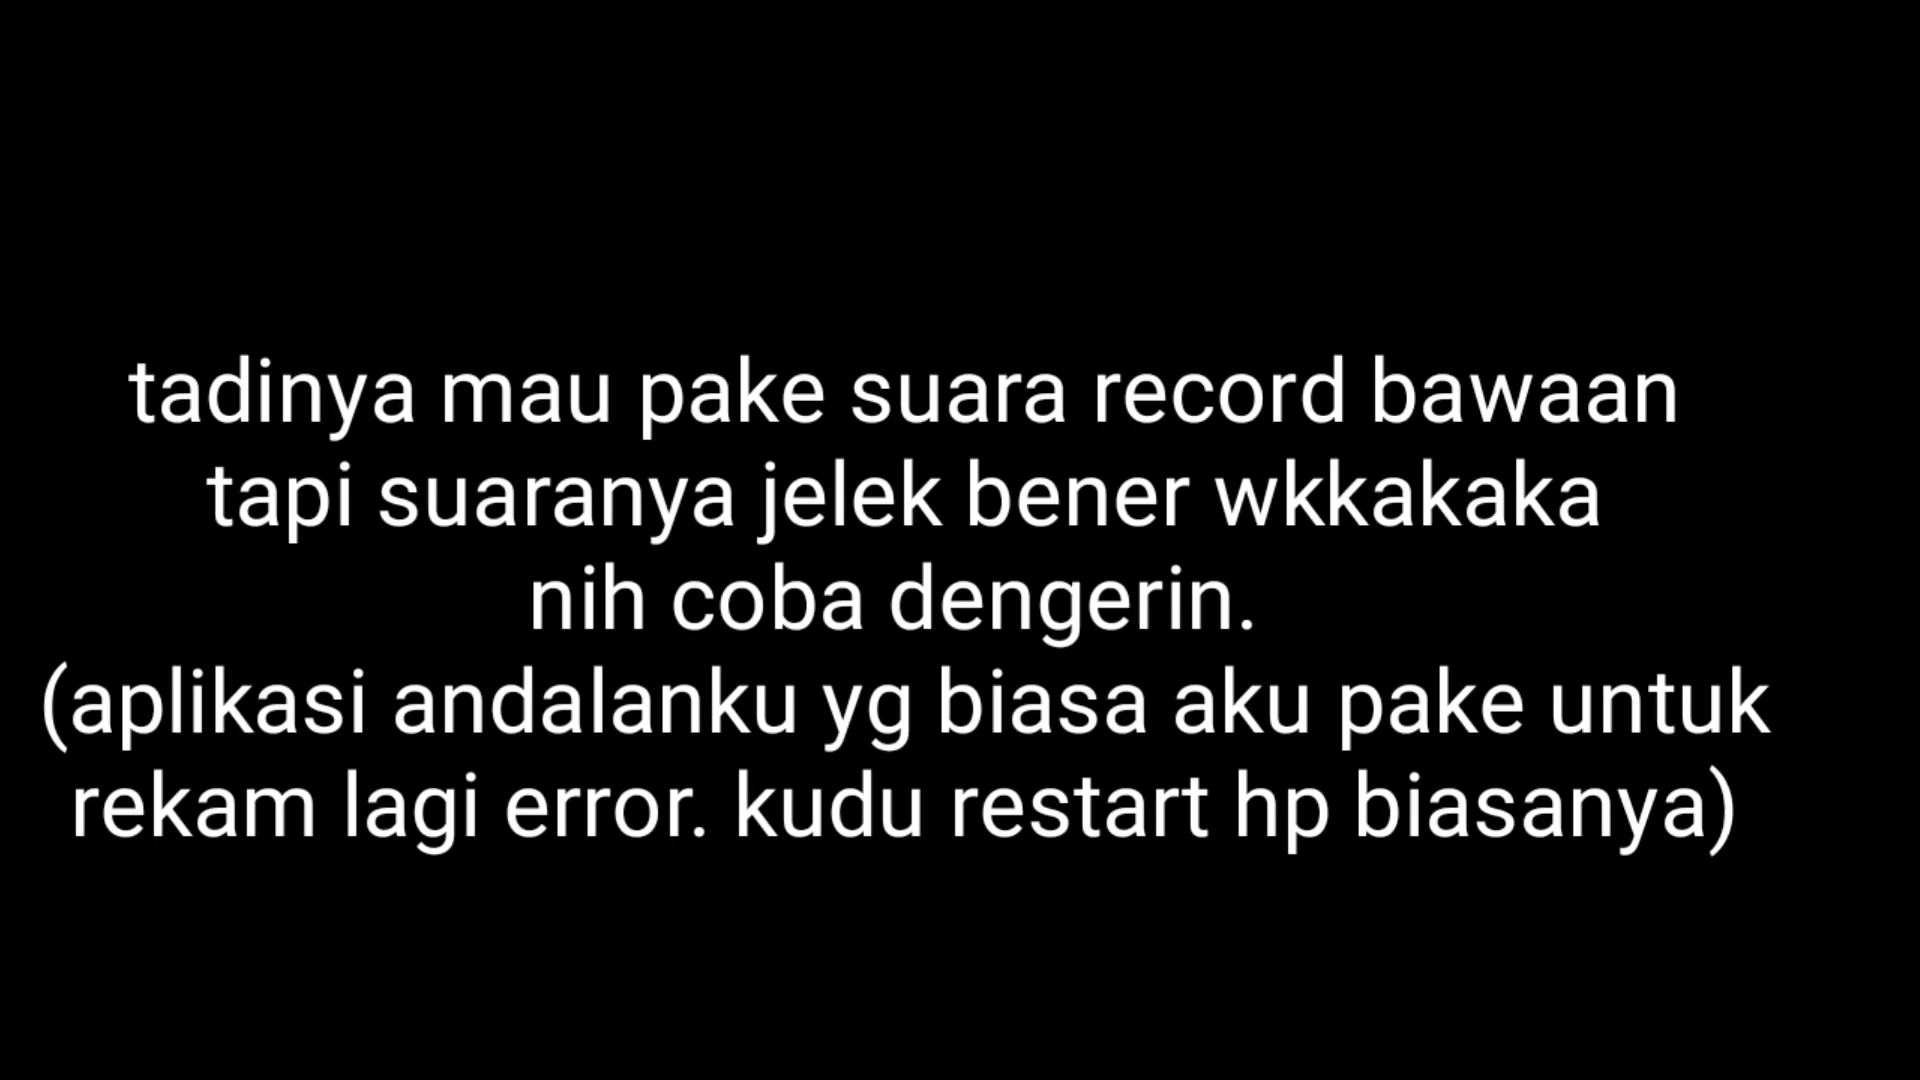 tadinya mau pake suara record bawaan
tapi suaranya jelek bener wkkakaka
nih coba dengerin.
(aplikasi andalanku yg biasa aku pake untuk
rekam lagi error. kudu restart hp biasanya)